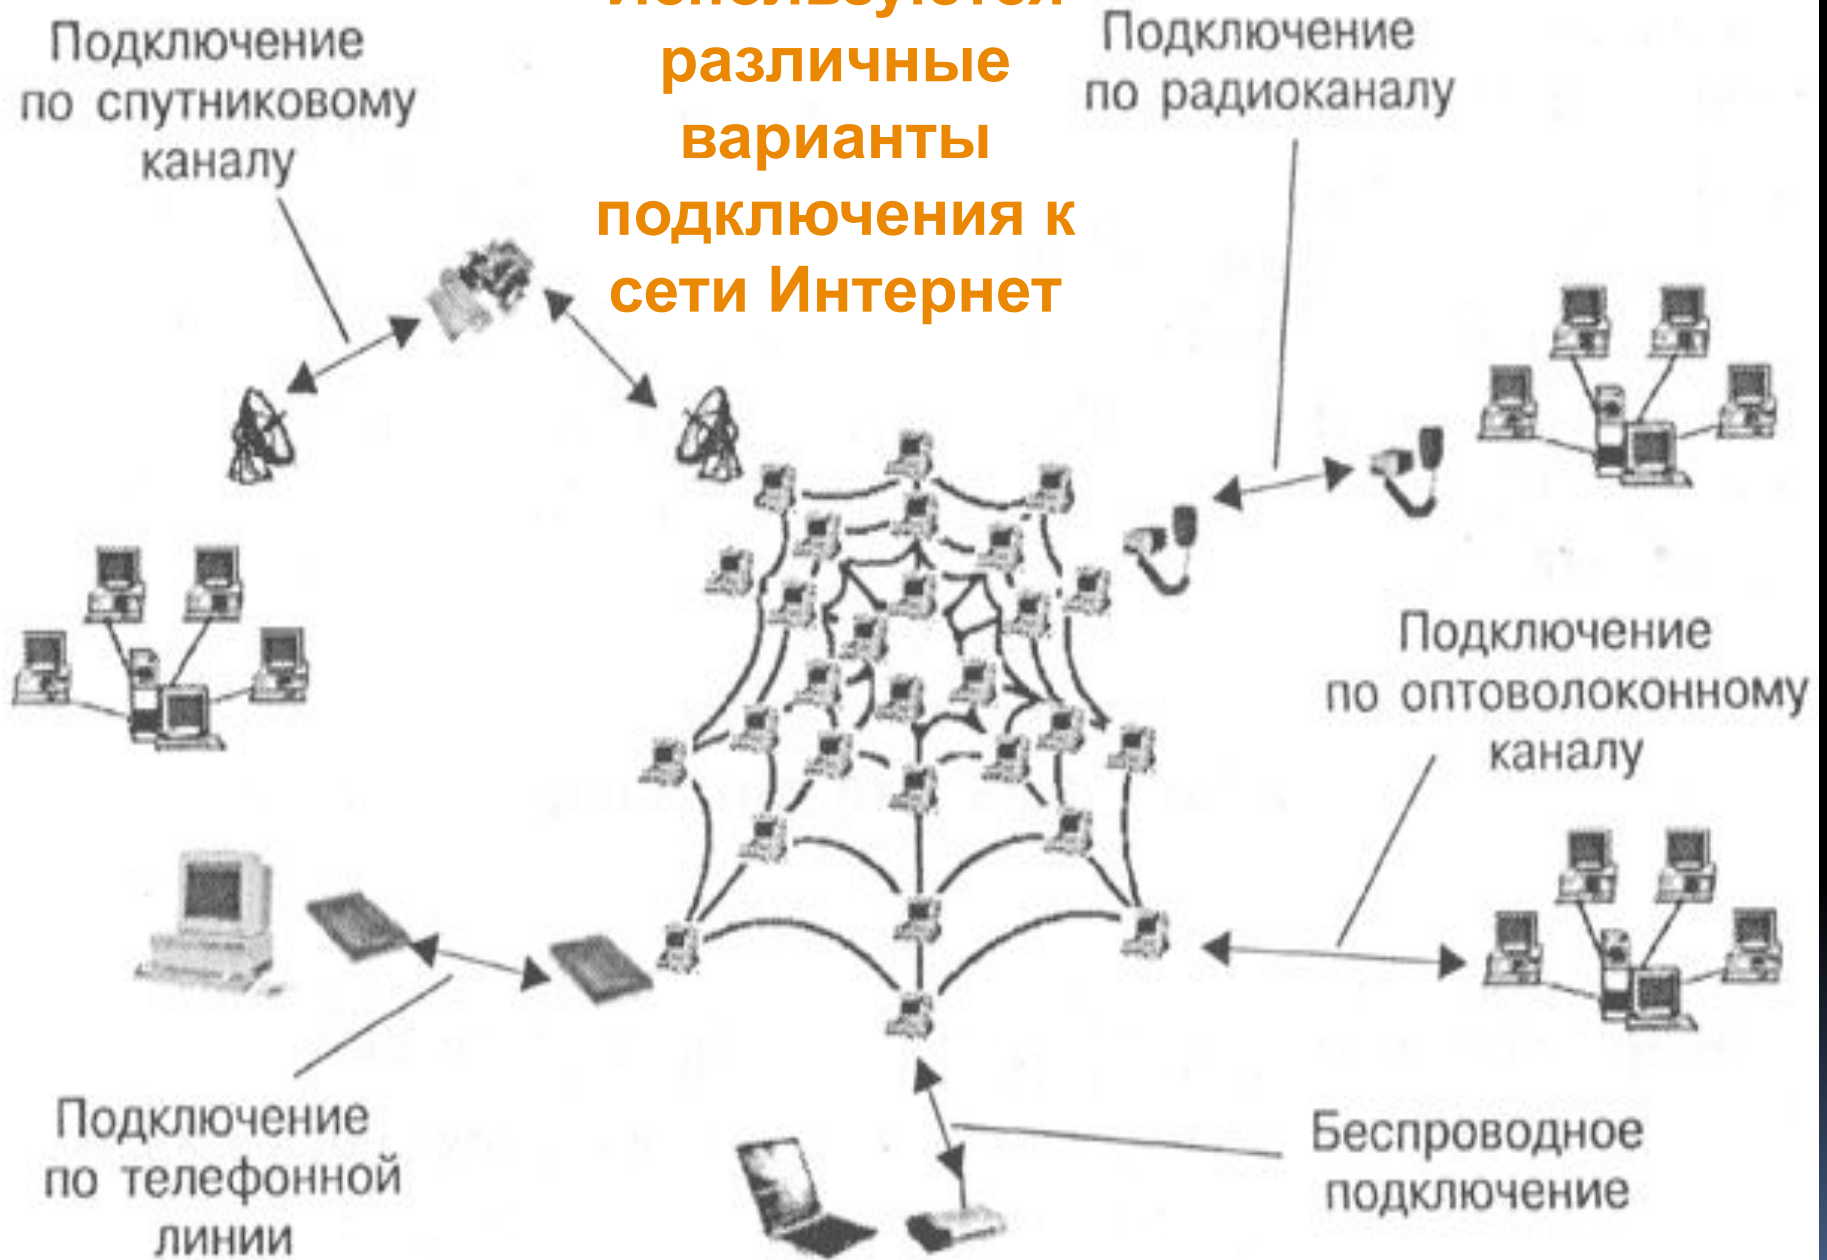 Используются
различные
варианты
подключения к
сети Интернет
Подключение
по спутниковому
каналу
Подключение
по радиоканалу
Подключение
по оптоволоконному
каналу
Подключение
по телефонной
линии
Беспроводное
подключение